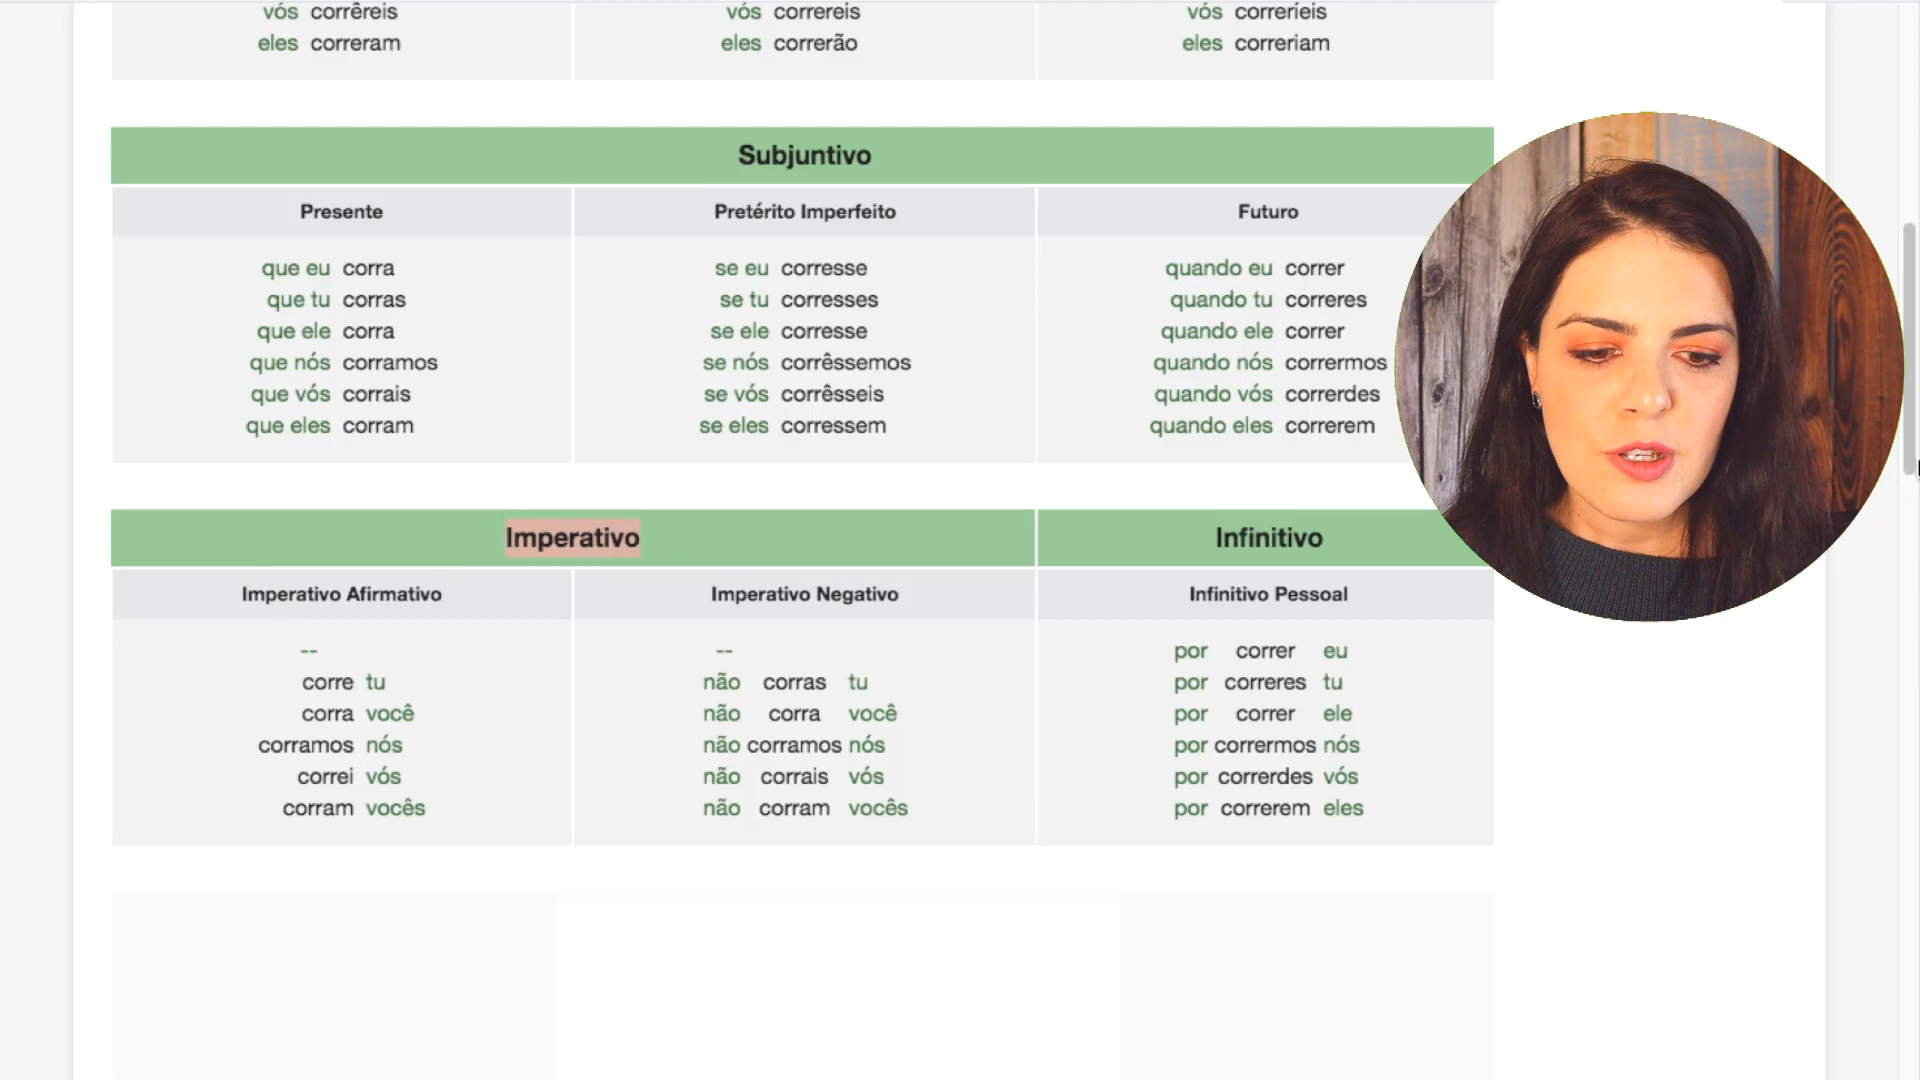 vós corrêreis
eles correram
vós correreis
eles correrão
vós correríeis
eles correriam
Subjuntivo
Presente
que eu corra
que tu corras
que ele corra
que nós corramos
que vós corrais
que eles corram
Pretérito Imperfeito
se eu corresse
se tu corresses
se ele corresse
se nós corrêssemos
se vós corrêsseis
se eles corressem
Futuro
quando eu correr
quando tu correres
quando ele correr
quando nós corrermos
quando vós correrdes
quando eles correrem
Imperativo
Imperativo Afirmativo
--
corre tu
corra você
corramos nós
correi vós
corram vocês
Imperativo Negativo
--
não corras tu
não corra você
não corramos nós
não corrais vós
não corram vocês
Infinitivo
Infinitivo Pessoal
por correr eu
por correres tu
por correr ele
por corrermos nós
por correrdes vós
por correrem eles